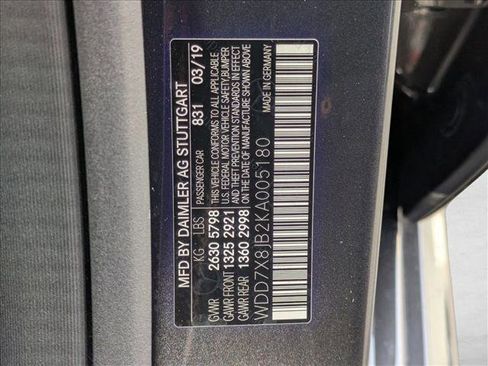 MFD BY DAIMLER AG STUTTGART
KG LBS 831 03/19
PASSENGER CAR
GVWR 2630 5798
GAWR FRONT 1325 2921
GAWR REAR 1360 2998
THIS VEHICLE CONFORMS TO ALL APPLICABLE
U.S. FEDERAL MOTOR VEHICLE SAFETY, BUMPER
AND THEFT PREVENTION STANDARDS IN EFFECT
ON THE DATE OF MANUFACTURE SHOWN ABOVE
MADE IN GERMANY
WDD7X8JB2KA005180